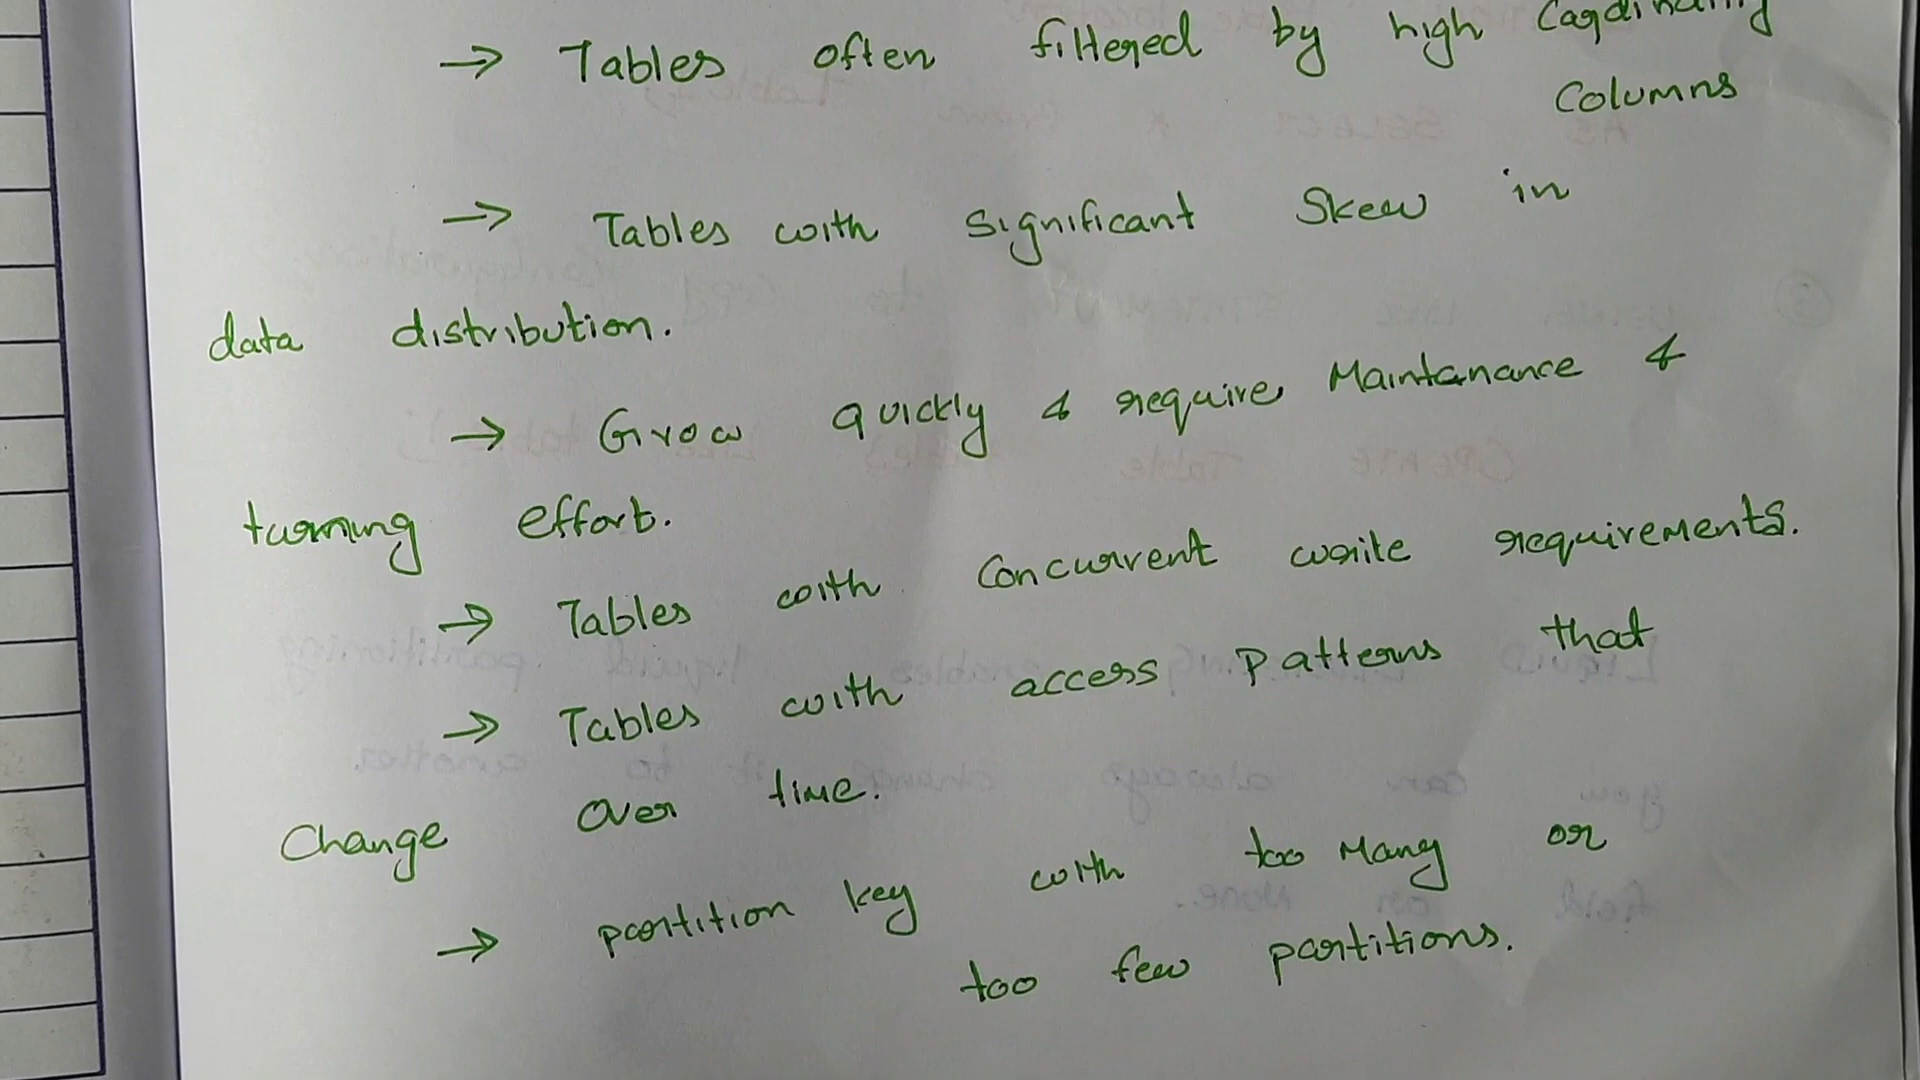 → Tables often filtered by high Cardinality
Columns
→ Tables with significant skew in
data distribution.
→ Grow quickly & require Maintanance &
turning effort.
→ Tables with Concurrent write requirements.
→ Tables with access patterns that
Change over time.
→ partition key with too Many or
too few partitions.